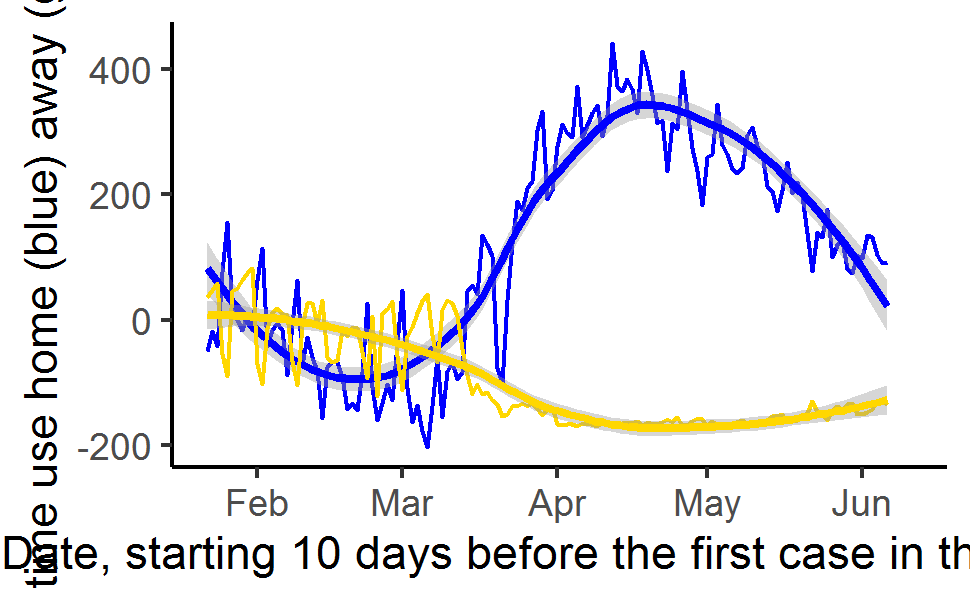 time use home (blue) away (
400
200
0
-200
Feb Mar Apr May Jun
Date, starting 10 days before the first case in th